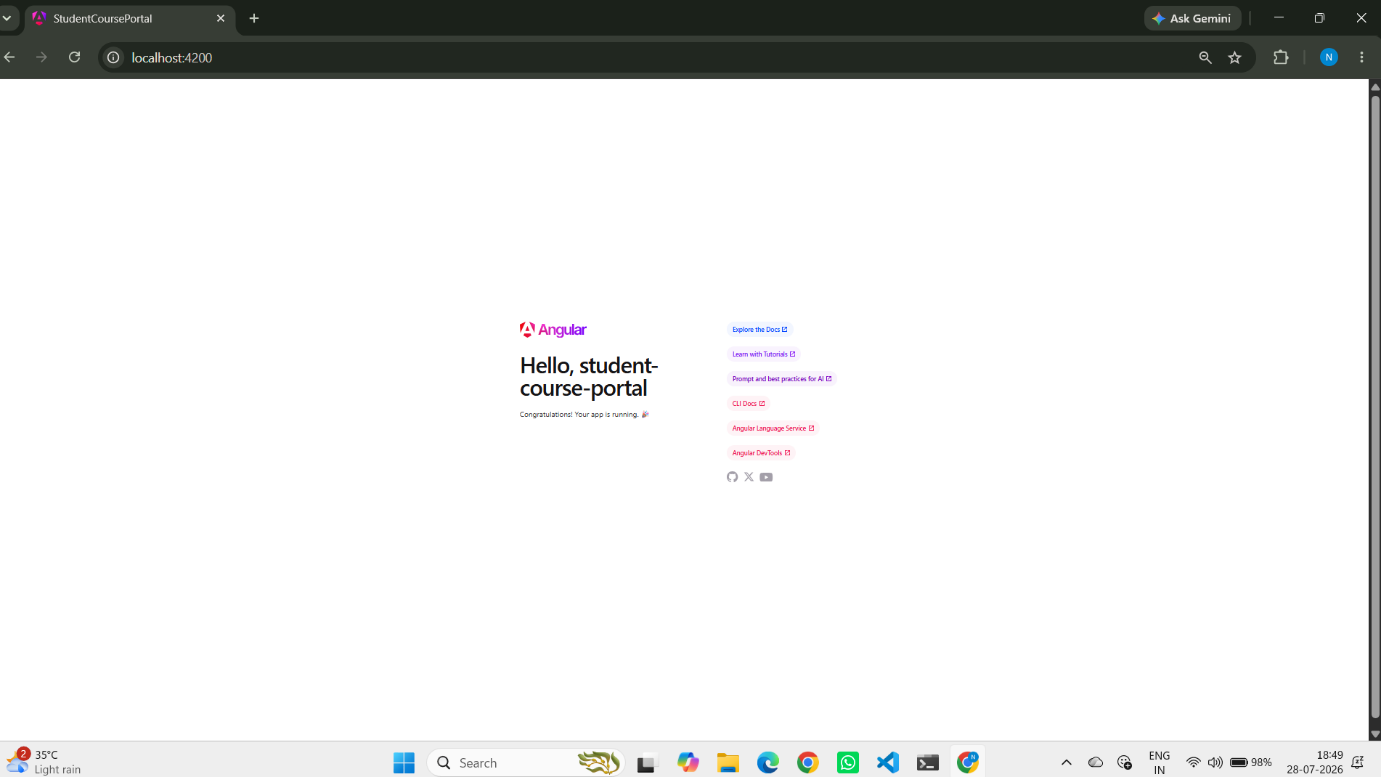 StudentCoursePortal
Ask Gemini
localhost:4200
N
Angular
Hello, student-
course-portal
Congratulations! Your app is running. 🎉
Explore the Docs
Learn with Tutorials
Prompt and best practices for AI
CLI Docs
Angular Language Service
Angular DevTools
2
35°C
Light rain
Search
N
ENG
IN
98%
18:49
28-07-2026